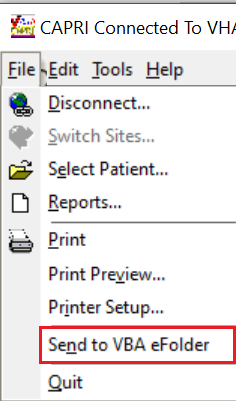 CAPRI Connected To VHA
File Edit Tools Help
Disconnect...
Switch Sites...
Select Patient...
Reports...
Print
Print Preview...
Printer Setup...
Send to VBA eFolder
Quit